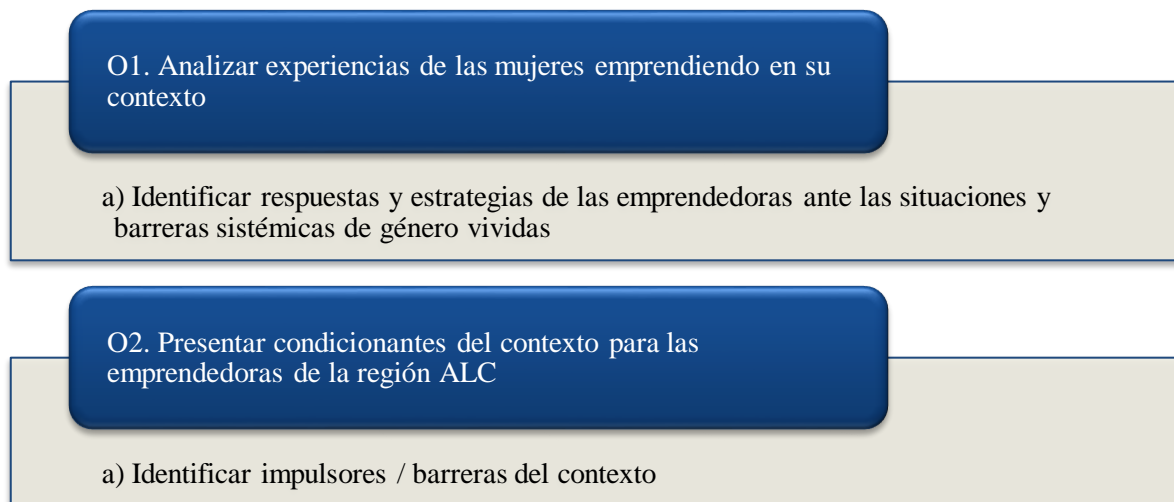 O1. Analizar experiencias de las mujeres emprendiendo en su
contexto
a) Identificar respuestas y estrategias de las emprendedoras ante las situaciones y
barreras sistémicas de género vividas
O2. Presentar condicionantes del contexto para las
emprendedoras de la región ALC
a) Identificar impulsores / barreras del contexto